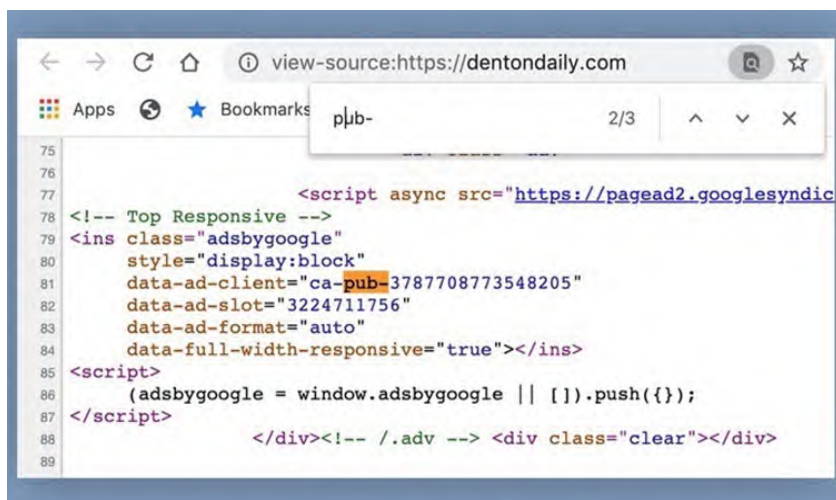 view-source:https://dentondaily.com
Apps Bookmarks
pub- 2/3
75
76
77 <script async src="https://pagead2.googlesyndic
78 <!-- Top Responsive -->
79 <ins class="adsbygoogle"
80 style="display:block"
81 data-ad-client="ca-pub-3787708773548205"
82 data-ad-slot="3224711756"
83 data-ad-format="auto"
84 data-full-width-responsive="true"></ins>
85 <script>
86 (adsbygoogle = window.adsbygoogle || []).push({});
87 </script>
88 </div><!-- /.adv --> <div class="clear"></div>
89